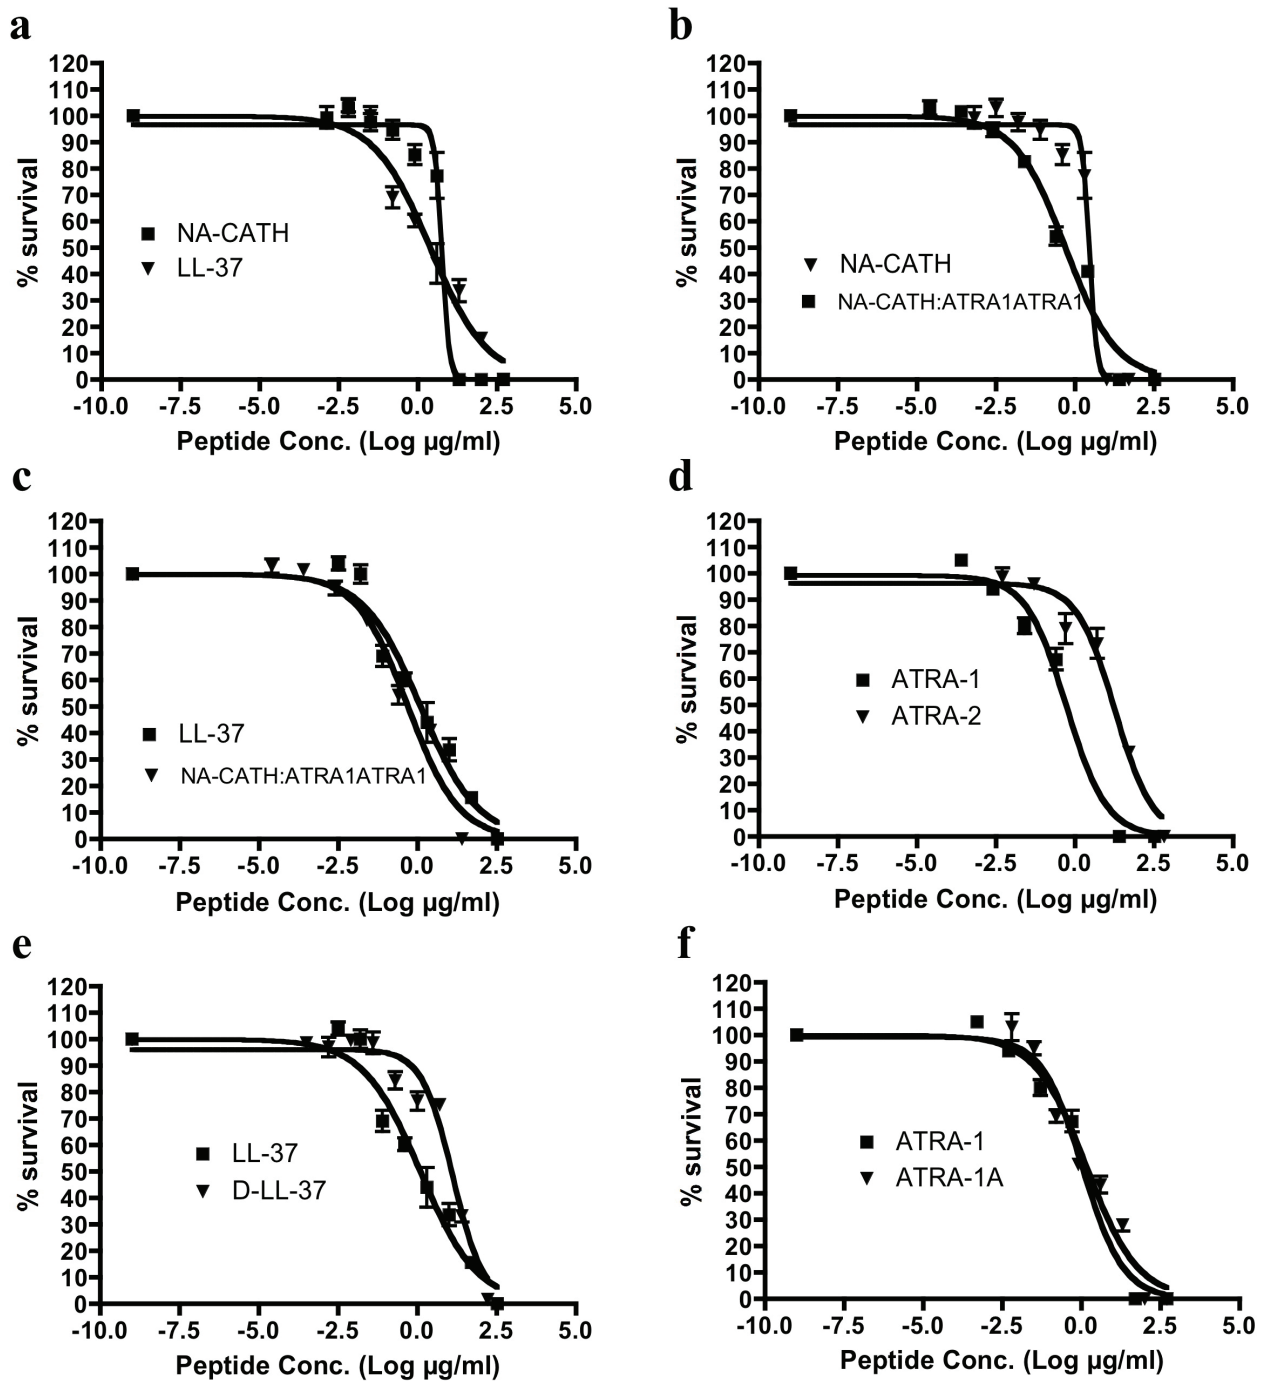 a
120
110
100
90
80
70
60
50
40
30
20
10
0
% survival
NA-CATH
LL-37
-10.0 -7.5 -5.0 -2.5 0.0 2.5 5.0
Peptide Conc. (Log µg/ml)
b
120
110
100
90
80
70
60
50
40
30
20
10
0
% survival
NA-CATH
NA-CATH:ATRA1ATRA1
-10.0 -7.5 -5.0 -2.5 0.0 2.5 5.0
Peptide Conc. (Log µg/ml)
c
120
110
100
90
80
70
60
50
40
30
20
10
0
% survival
LL-37
NA-CATH:ATRA1ATRA1
-10.0 -7.5 -5.0 -2.5 0.0 2.5 5.0
Peptide Conc. (Log µg/ml)
d
120
110
100
90
80
70
60
50
40
30
20
10
0
% survival
ATRA-1
ATRA-2
-10.0 -7.5 -5.0 -2.5 0.0 2.5 5.0
Peptide Conc. (Log µg/ml)
e
120
110
100
90
80
70
60
50
40
30
20
10
0
% survival
LL-37
D-LL-37
-10.0 -7.5 -5.0 -2.5 0.0 2.5 5.0
Peptide Conc. (Log µg/ml)
f
120
110
100
90
80
70
60
50
40
30
20
10
0
% survival
ATRA-1
ATRA-1A
-10.0 -7.5 -5.0 -2.5 0.0 2.5 5.0
Peptide Conc. (Log µg/ml)